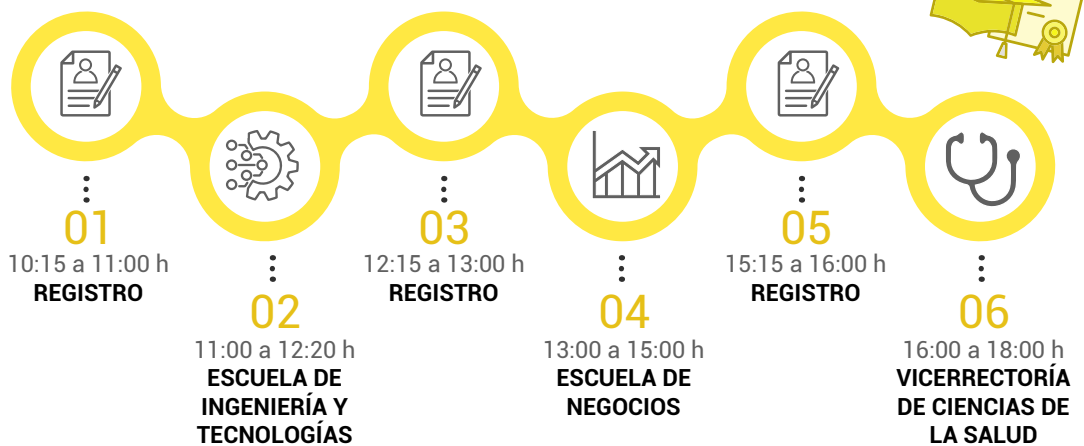 01
10:15 a 11:00 h
REGISTRO
02
11:00 a 12:20 h
ESCUELA DE
INGENIERÍA Y
TECNOLOGÍAS
03
12:15 a 13:00 h
REGISTRO
04
13:00 a 15:00 h
ESCUELA DE
NEGOCIOS
05
15:15 a 16:00 h
REGISTRO
06
16:00 a 18:00 h
VICERRECTORÍA
DE CIENCIAS DE
LA SALUD